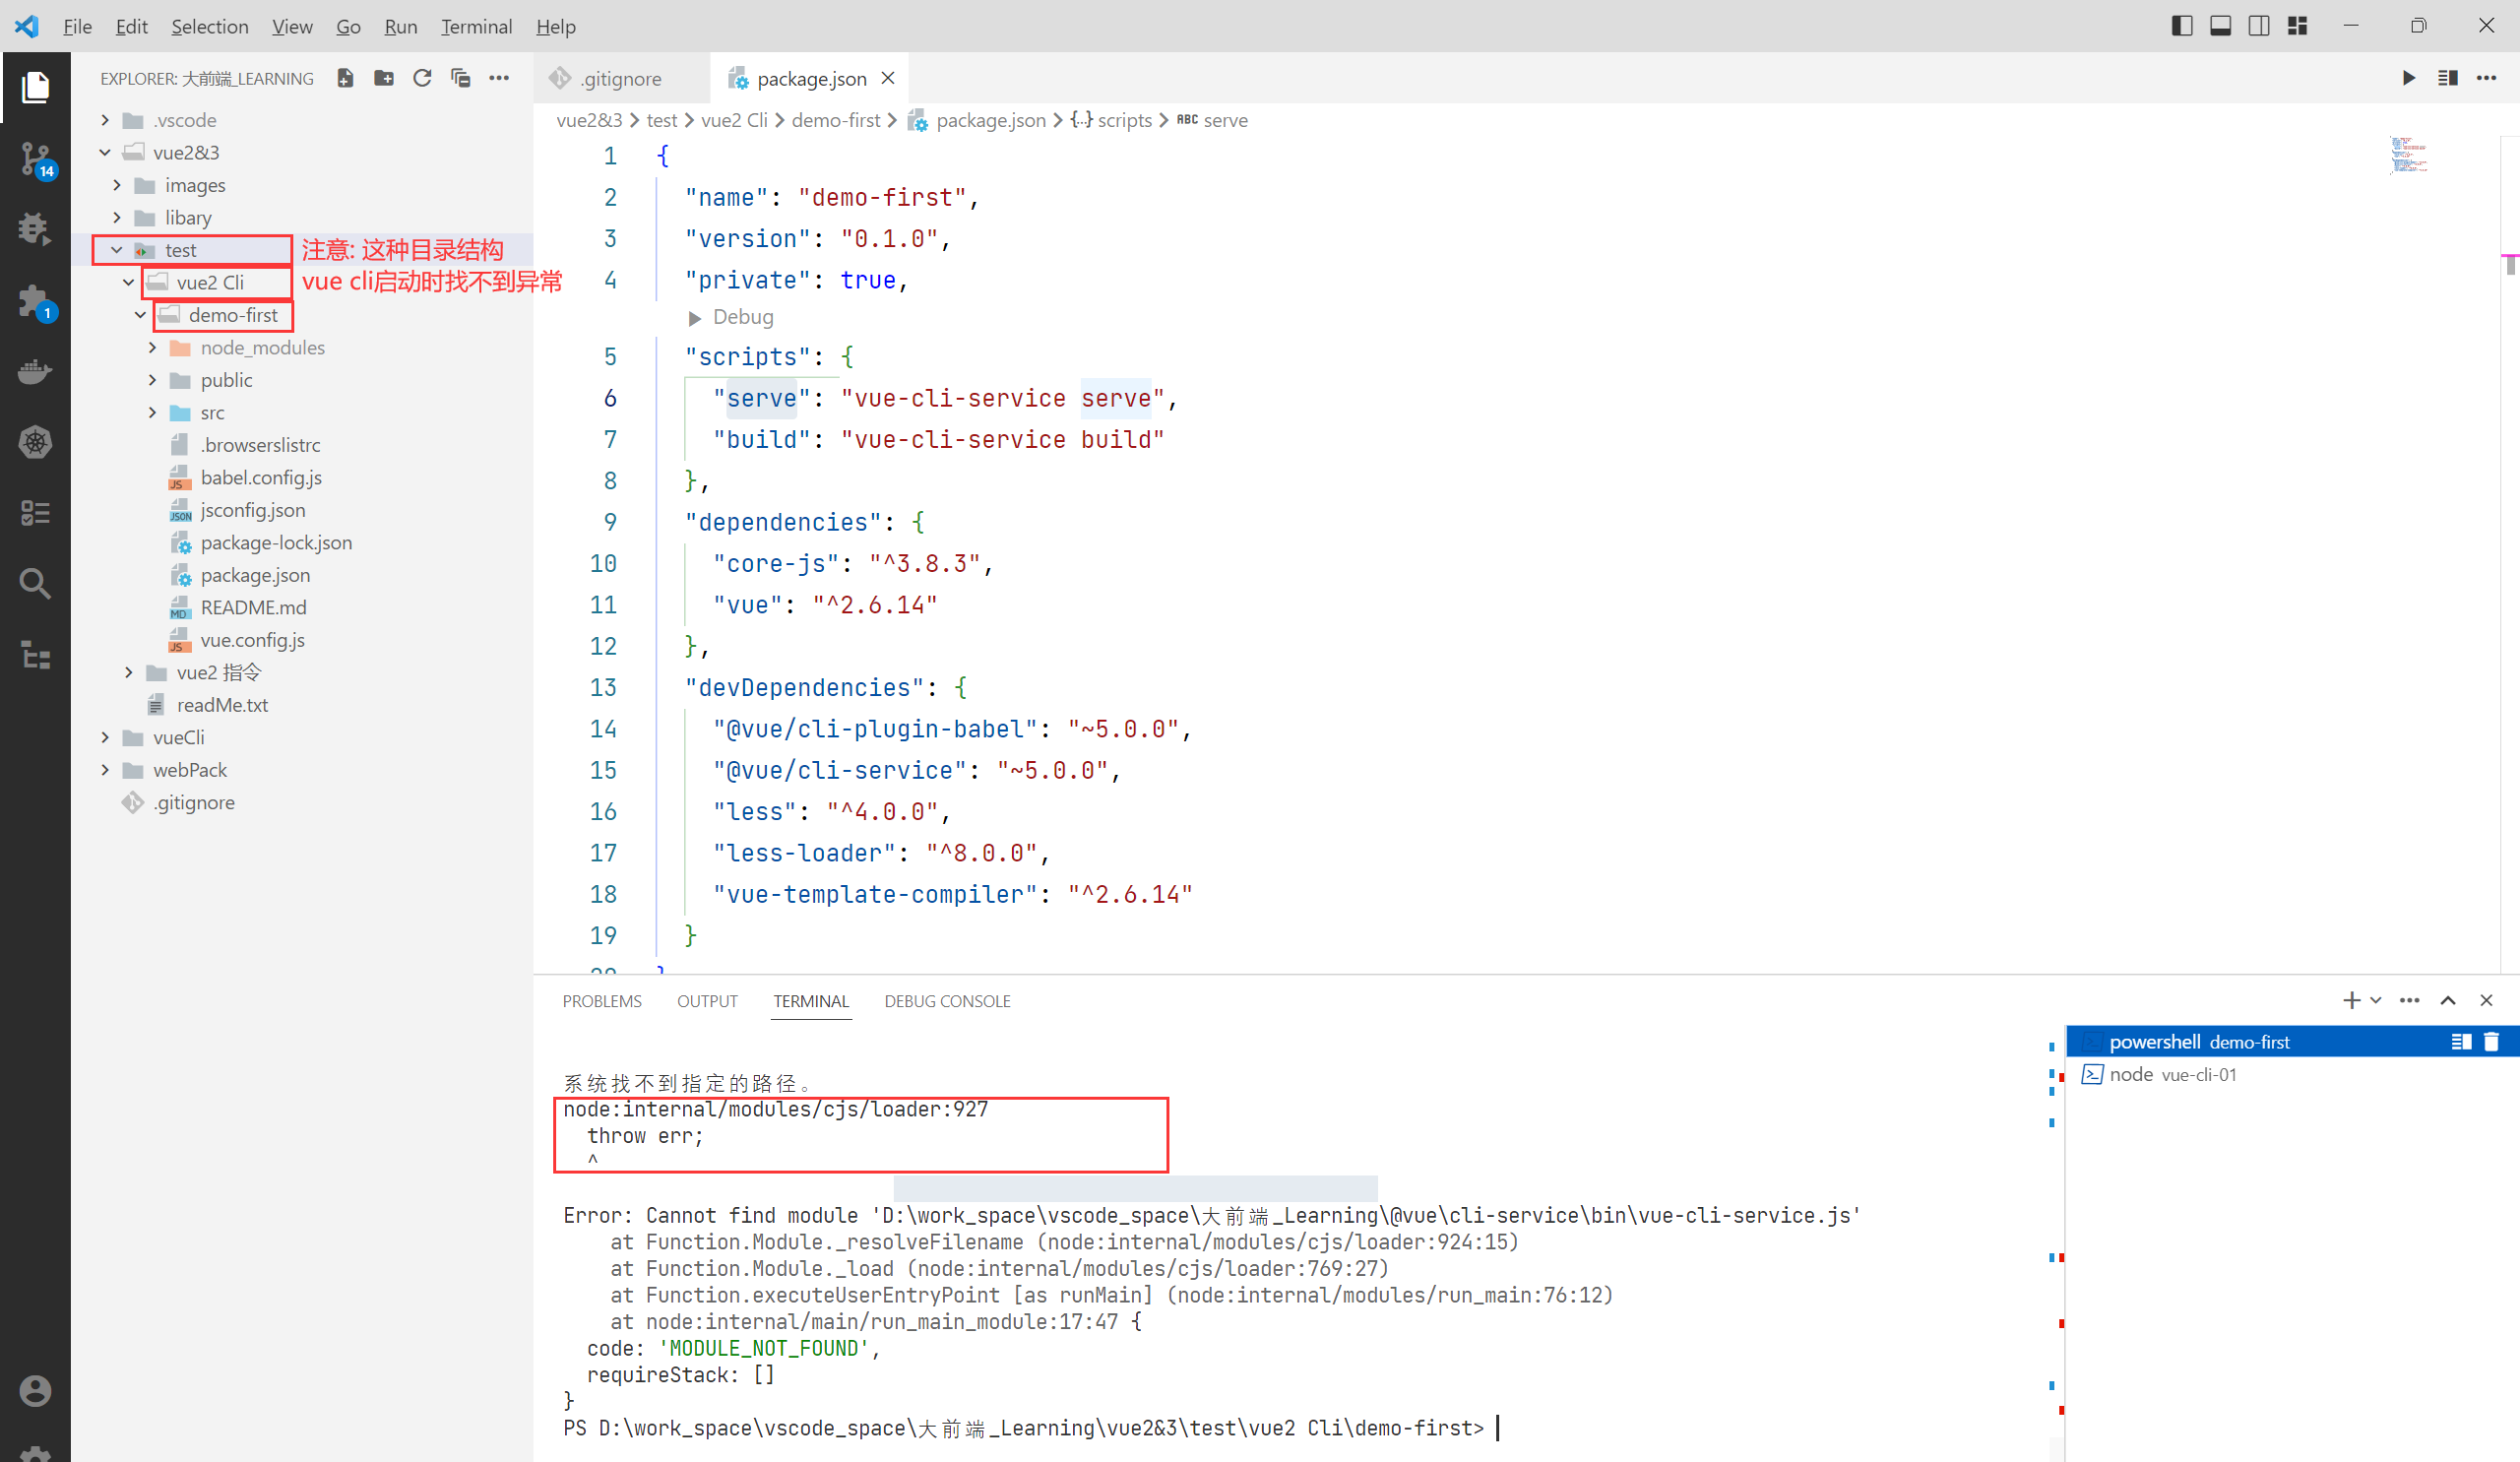 File Edit Selection View Go Run Terminal Help
EXPLORER: 大前端_LEARNING
.gitignore
package.json
vue2&3 > test > vue2 Cli > demo-first > package.json > {} scripts > ABC serve
.vscode
vue2&3
images
libary
test
注意: 这种目录结构
vue2 Cli
vue cli启动时找不到异常
demo-first
node_modules
public
src
.browserslistrc
babel.config.js
jsconfig.json
package-lock.json
package.json
README.md
vue.config.js
vue2 指令
readMe.txt
vueCli
webPack
.gitignore
14
1
1 {
2 "name": "demo-first",
3 "version": "0.1.0",
4 "private": true,
Debug
5 "scripts": {
6 "serve": "vue-cli-service serve",
7 "build": "vue-cli-service build"
8 },
9 "dependencies": {
10 "core-js": "^3.8.3",
11 "vue": "^2.6.14"
12 },
13 "devDependencies": {
14 "@vue/cli-plugin-babel": "~5.0.0",
15 "@vue/cli-service": "~5.0.0",
16 "less": "^4.0.0",
17 "less-loader": "^8.0.0",
18 "vue-template-compiler": "^2.6.14"
19 }
20 }
PROBLEMS OUTPUT TERMINAL DEBUG CONSOLE
系统找不到指定的路径。
node:internal/modules/cjs/loader:927
throw err;
^
Error: Cannot find module 'D:\work_space\vscode_space\大前端_Learning\@vue\cli-service\bin\vue-cli-service.js'
at Function.Module._resolveFilename (node:internal/modules/cjs/loader:924:15)
at Function.Module._load (node:internal/modules/cjs/loader:769:27)
at Function.executeUserEntryPoint [as runMain] (node:internal/modules/run_main:76:12)
at node:internal/main/run_main_module:17:47 {
code: 'MODULE_NOT_FOUND',
requireStack: []
}
PS D:\work_space\vscode_space\大前端_Learning\vue2&3\test\vue2 Cli\demo-first>
powershell demo-first
node vue-cli-01